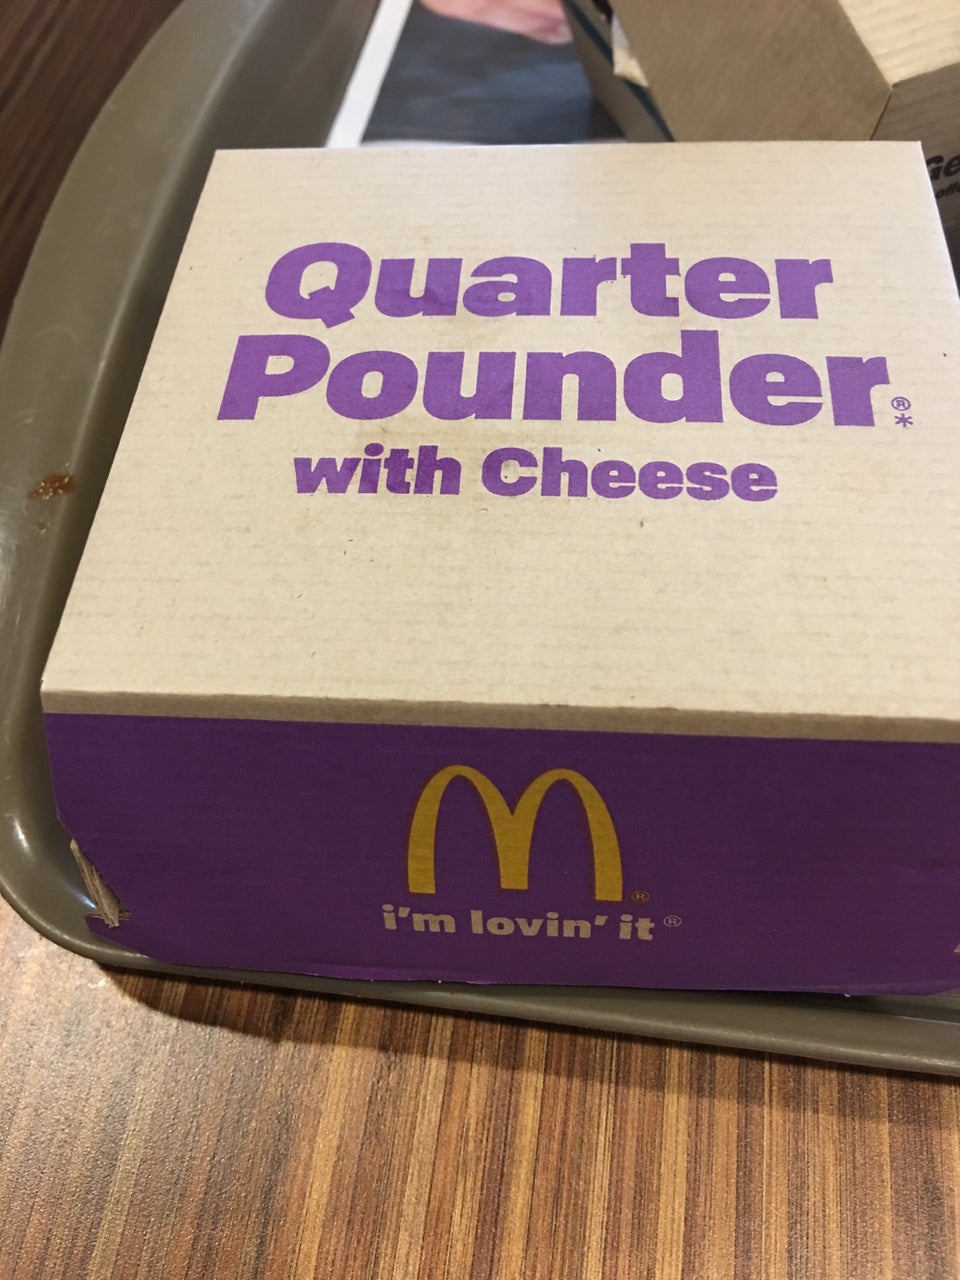 Quarter
Pounder®*
with Cheese
®
i'm lovin' it®